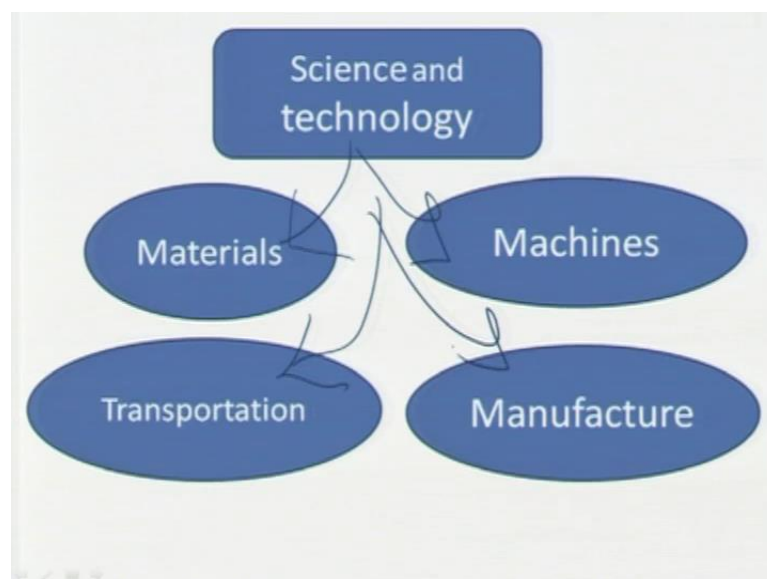 Science and
technology
Materials
Machines
Transportation
Manufacture